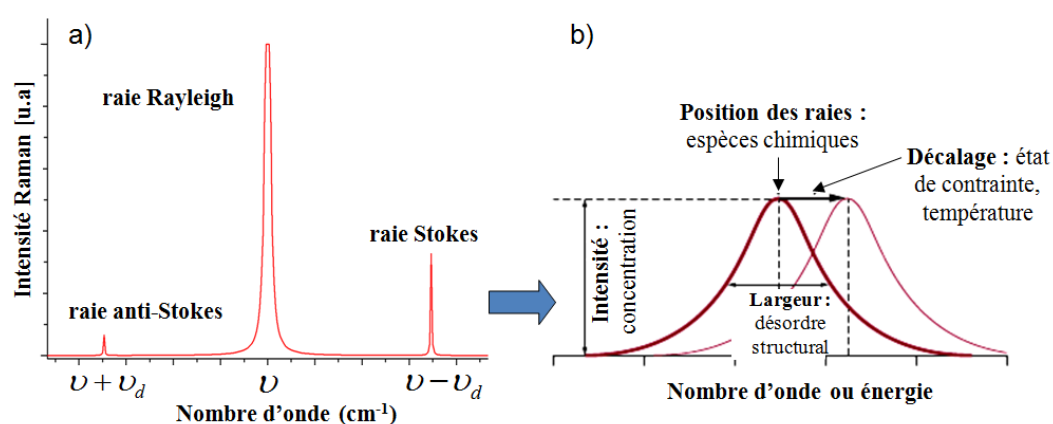 a)
Intensité Raman [u.a]
raie Rayleigh
raie Stokes
raie anti-Stokes
υ + υd
υ
υ − υd
Nombre d’onde (cm-1)
b)
Position des raies :
espèces chimiques
Décalage : état
de contrainte,
température
Intensité :
concentration
Largeur :
désordre
structural
Nombre d’onde ou énergie